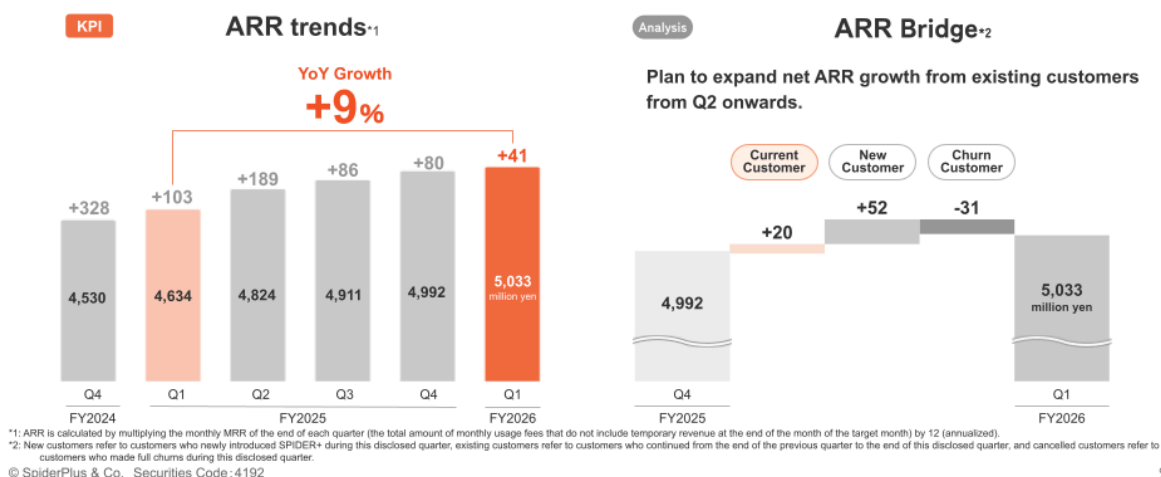 KPI
ARR trends*1
YoY Growth
+9%
+328
+103
+189
+86
+80
+41
4,530
4,634
4,824
4,911
4,992
5,033
million yen
Q4
Q1
Q2
Q3
Q4
Q1
FY2024
FY2025
FY2026
Analysis
ARR Bridge*2
Plan to expand net ARR growth from existing customers
from Q2 onwards.
Current
Customer
New
Customer
Churn
Customer
+20
+52
-31
4,992
5,033
million yen
Q4
Q1
FY2025
FY2026
*1: ARR is calculated by multiplying the monthly MRR of the end of each quarter (the total amount of monthly usage fees that do not include temporary revenue at the end of the month of the target month) by 12 (annualized).
*2: New customers refer to customers who newly introduced SPIDER+ during this disclosed quarter, existing customers refer to customers who continued from the end of the previous quarter to the end of this disclosed quarter, and cancelled customers refer to
customers who made full churns during this disclosed quarter.
© SpiderPlus & Co. Securities Code:4192